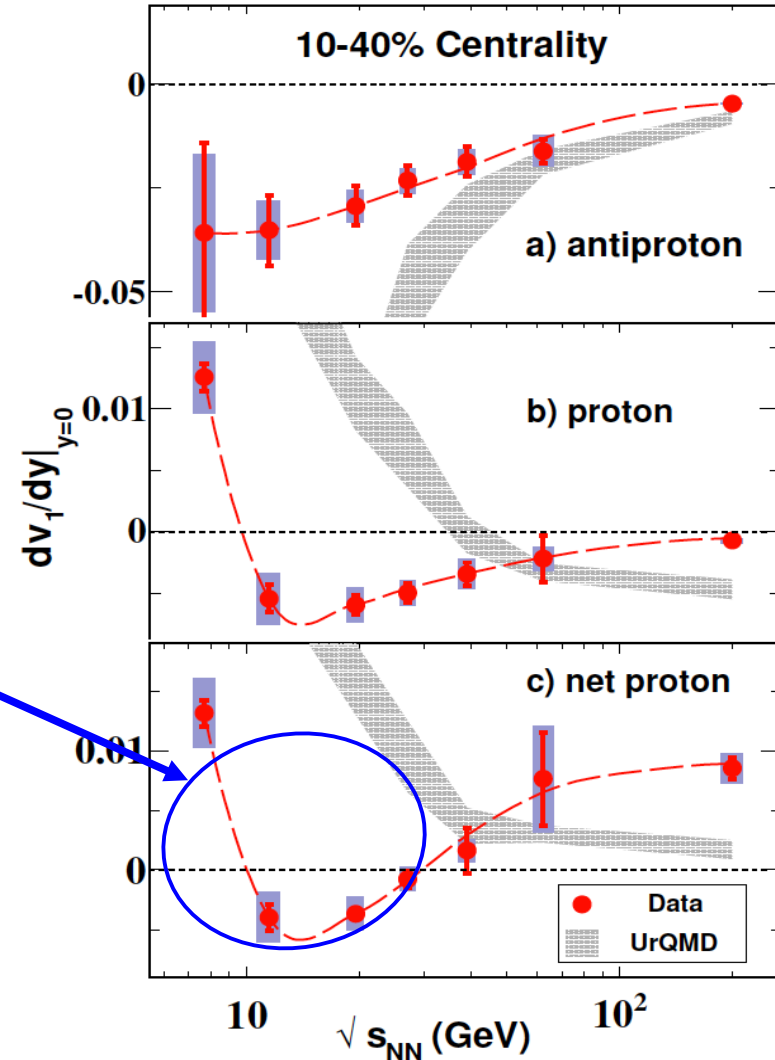 10-40% Centrality
0
a) antiproton
-0.05
0.01
b) proton
dv₁/dy|y=0
0
c) net proton
0.01
0
Data
UrQMD
10
10²
√ sNN (GeV)